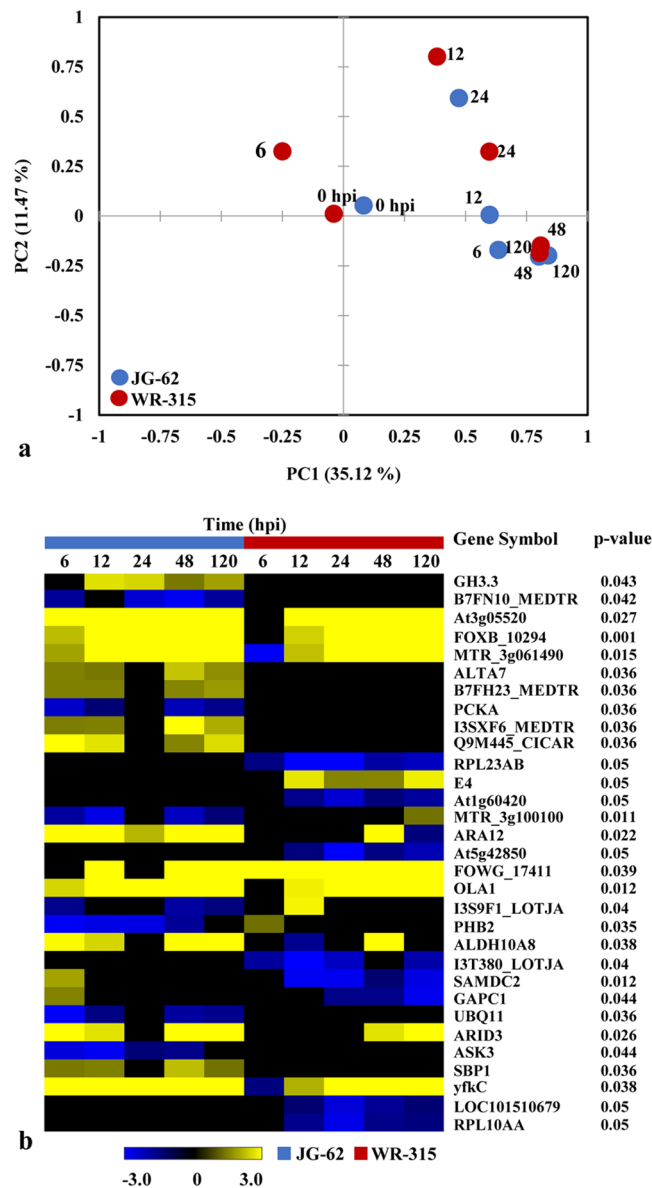 1
0.75
0.5
0.25
0
-0.25
-0.5
-0.75
-1
PC2 (11.47 %)
12
24
6
24
0 hpi
0 hpi
12
48
6
120
48
120
JG-62
WR-315
-1 -0.75 -0.5 -0.25 0 0.25 0.5 0.75 1
PC1 (35.12 %)
a
Time (hpi)
6 12 24 48 120 6 12 24 48 120
Gene Symbol p-value
GH3.3 0.043
B7FN10_MEDTR 0.042
At3g05520 0.027
FOXB_10294 0.001
MTR_3g061490 0.015
ALTA7 0.036
B7FH23_MEDTR 0.036
PCKA 0.036
I3SXF6_MEDTR 0.036
Q9M445_CICAR 0.036
RPL23AB 0.05
E4 0.05
At1g60420 0.05
MTR_3g100100 0.011
ARA12 0.022
At5g42850 0.05
FOWG_17411 0.039
OLA1 0.012
I3S9F1_LOTJA 0.04
PHB2 0.035
ALDH10A8 0.038
I3T380_LOTJA 0.04
SAMDC2 0.012
GAPC1 0.044
UBQ11 0.036
ARID3 0.026
ASK3 0.044
SBP1 0.036
yfkC 0.038
LOC101510679 0.05
RPL10AA 0.05
b
-3.0 0 3.0
JG-62 WR-315